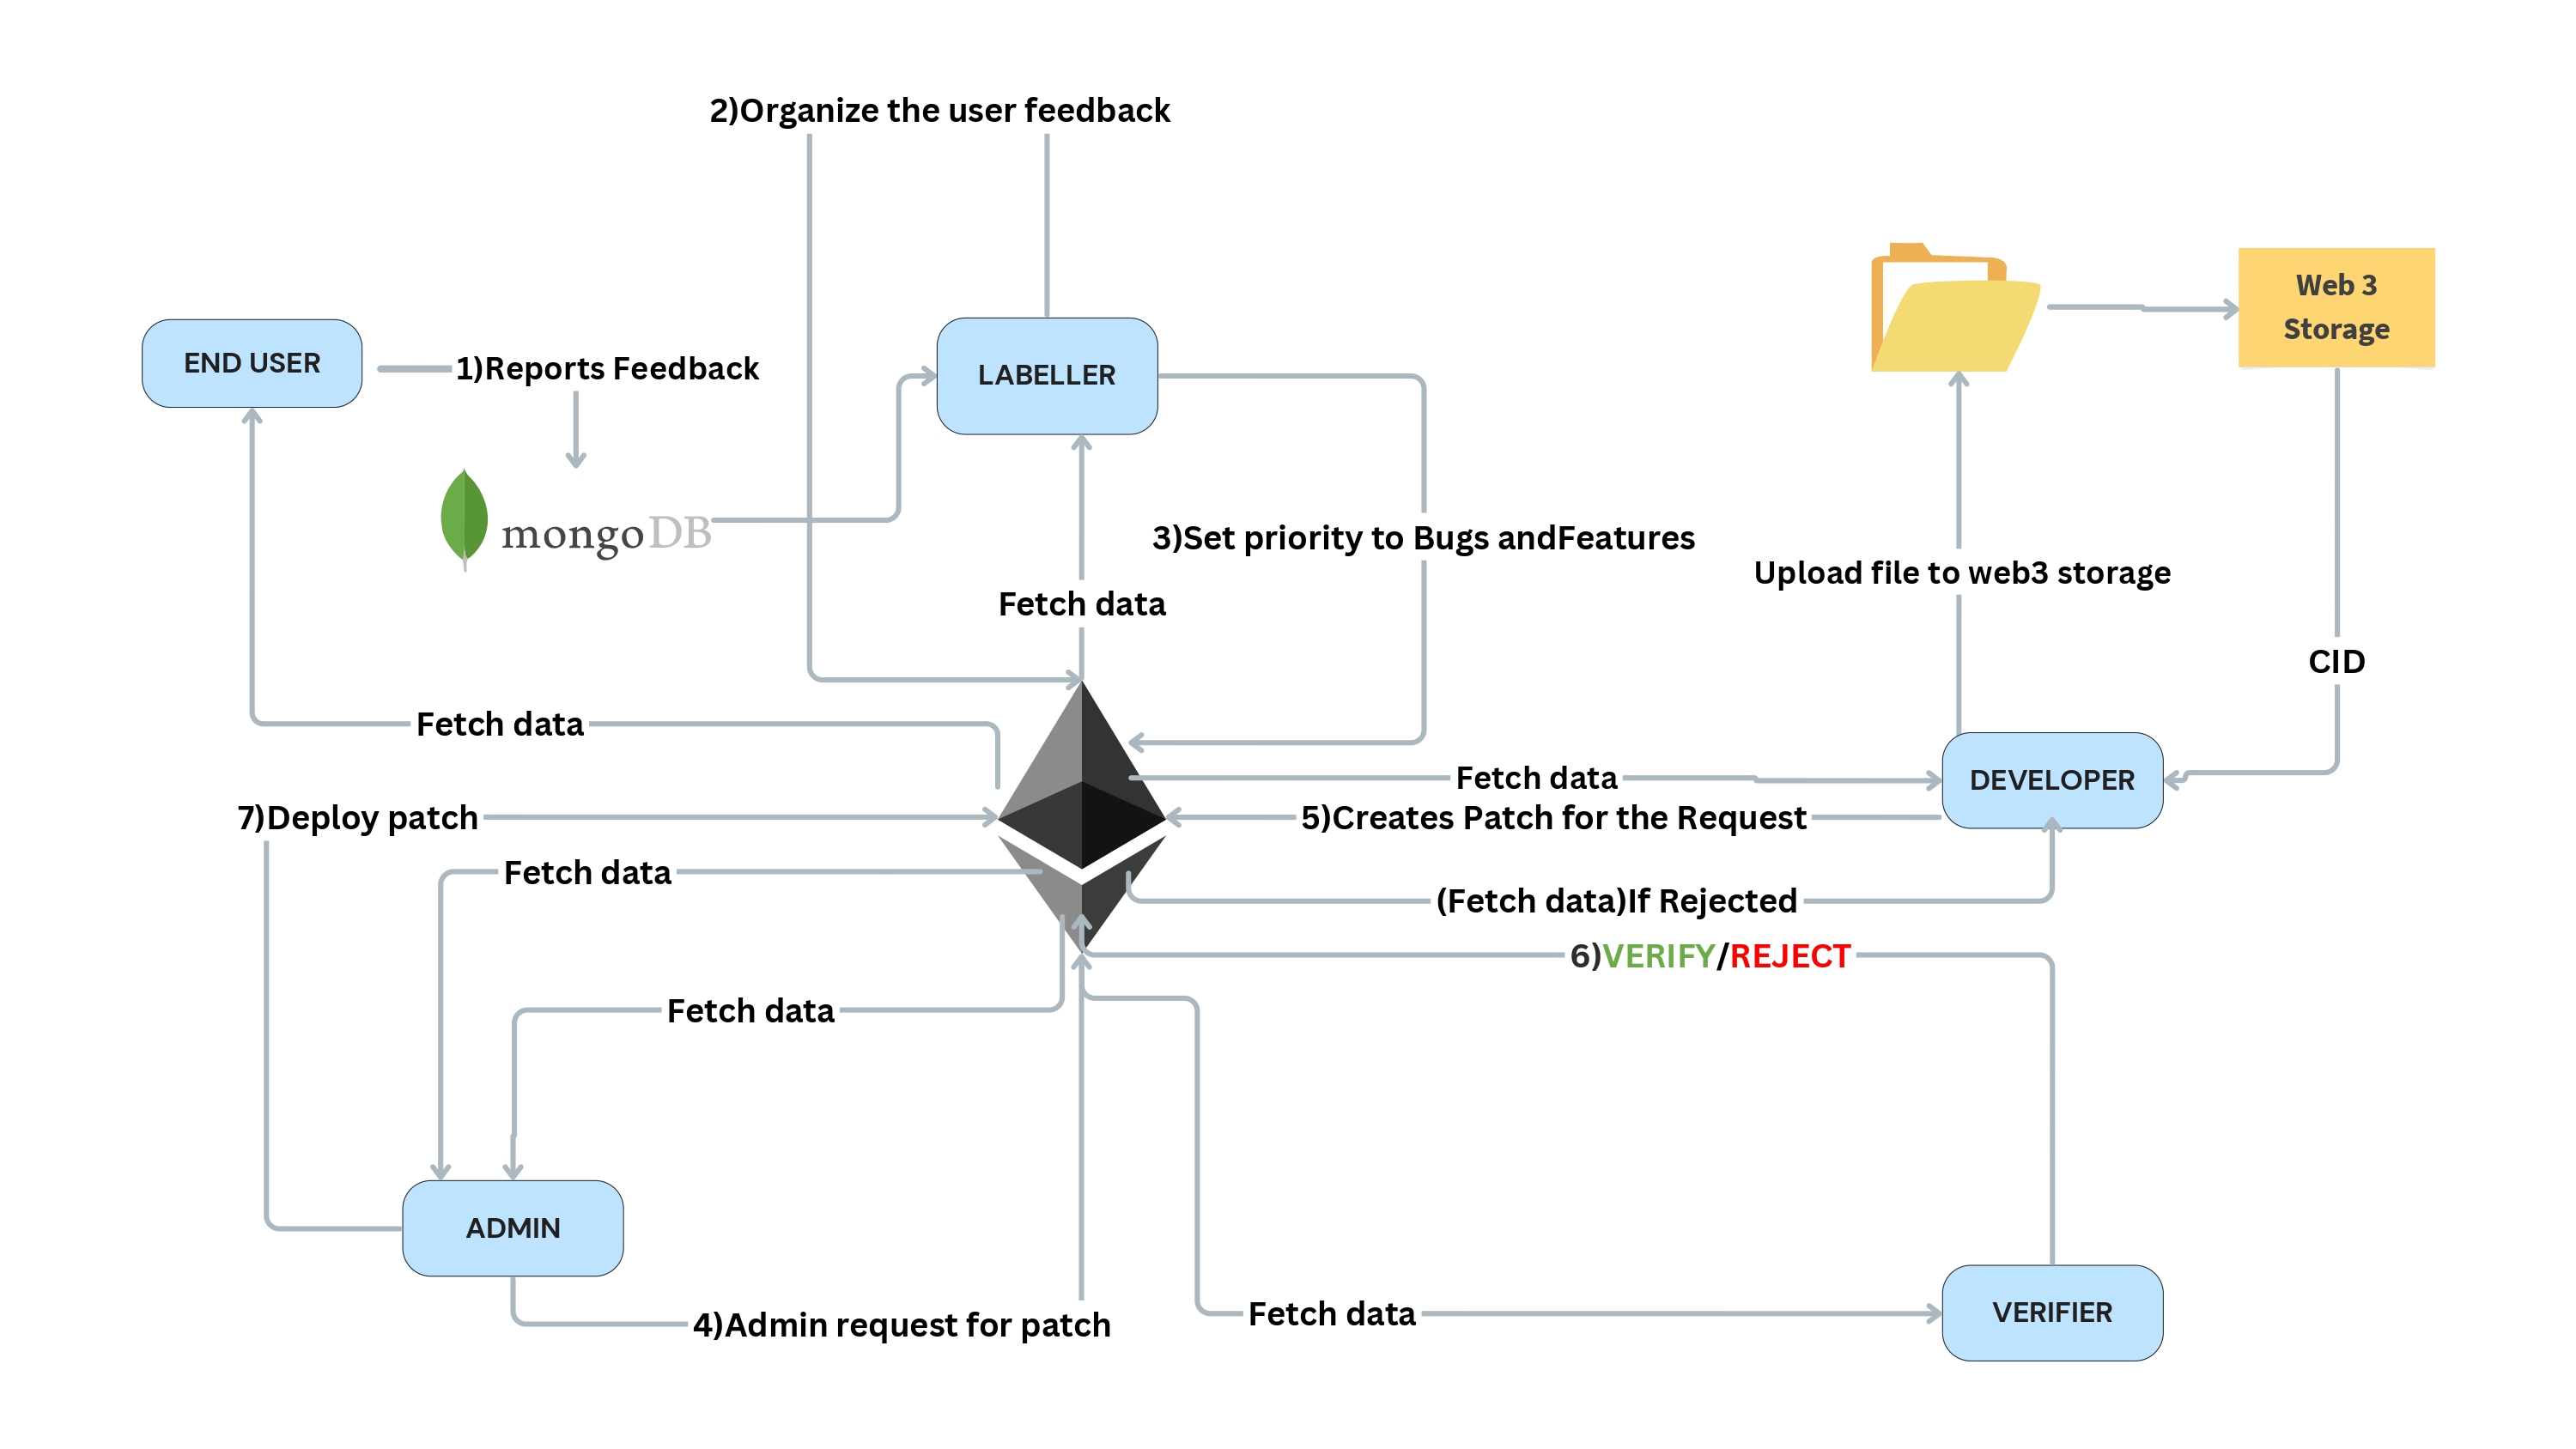 2)Organize the user feedback
Web 3
Storage
END USER
1)Reports Feedback
LABELLER
mongoDB
3)Set priority to Bugs andFeatures
Upload file to web3 storage
Fetch data
CID
Fetch data
Fetch data
DEVELOPER
7)Deploy patch
5)Creates Patch for the Request
Fetch data
(Fetch data)If Rejected
6)VERIFY/REJECT
Fetch data
ADMIN
4)Admin request for patch
Fetch data
VERIFIER